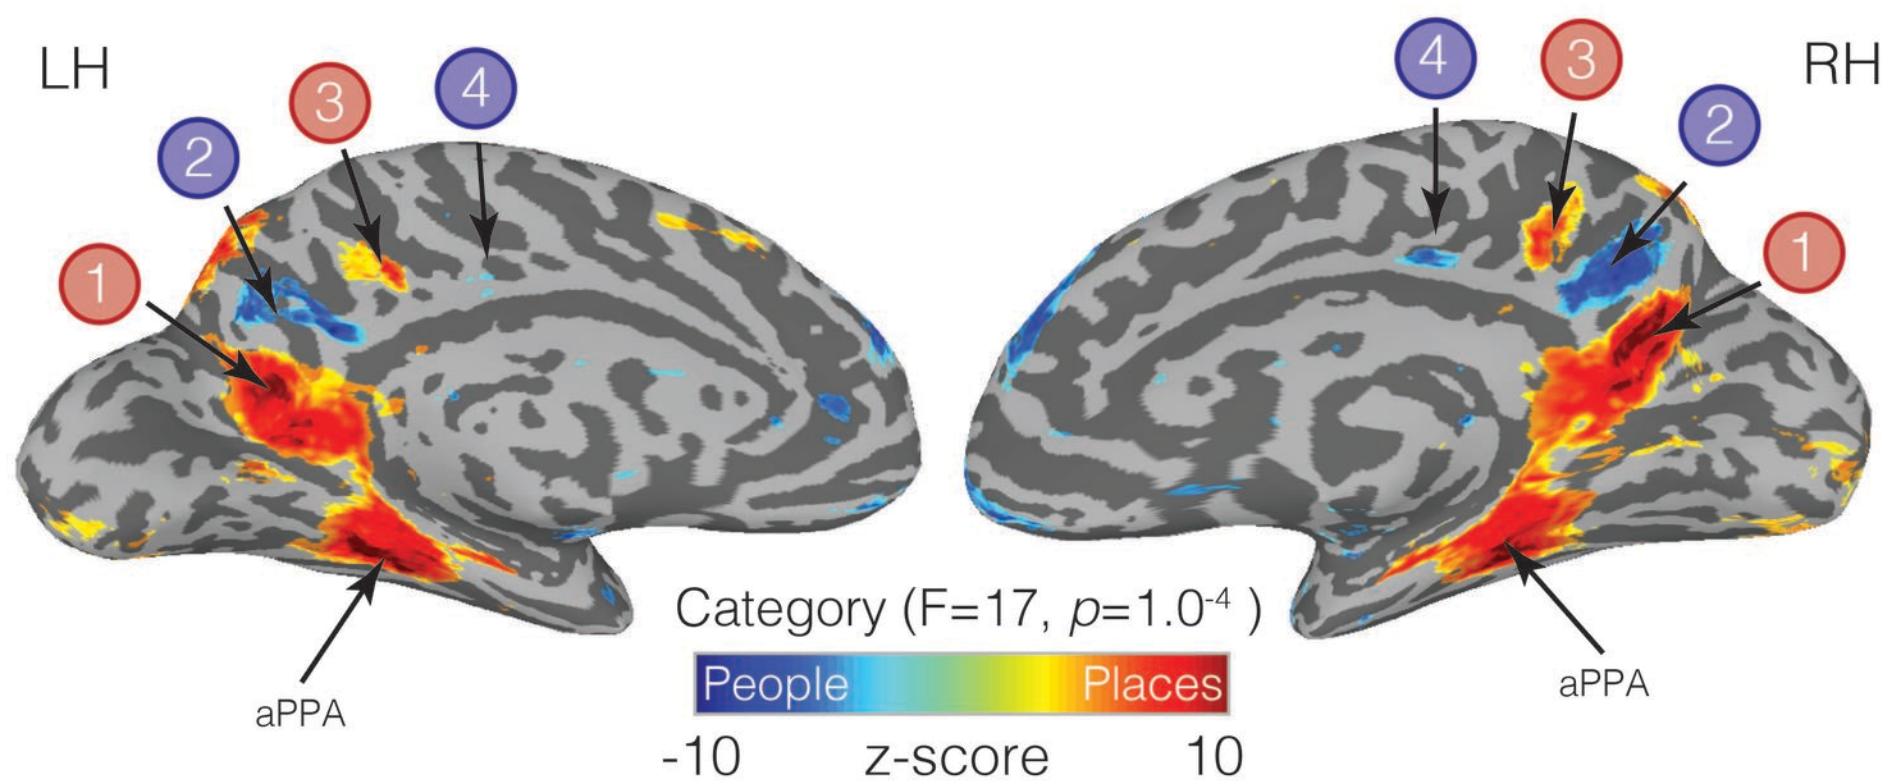 LH
2
3
4
1
4
3
2
1
RH
aPPA
aPPA
Category (F=17, p=1.0-4 )
People
Places
-10
z-score
10